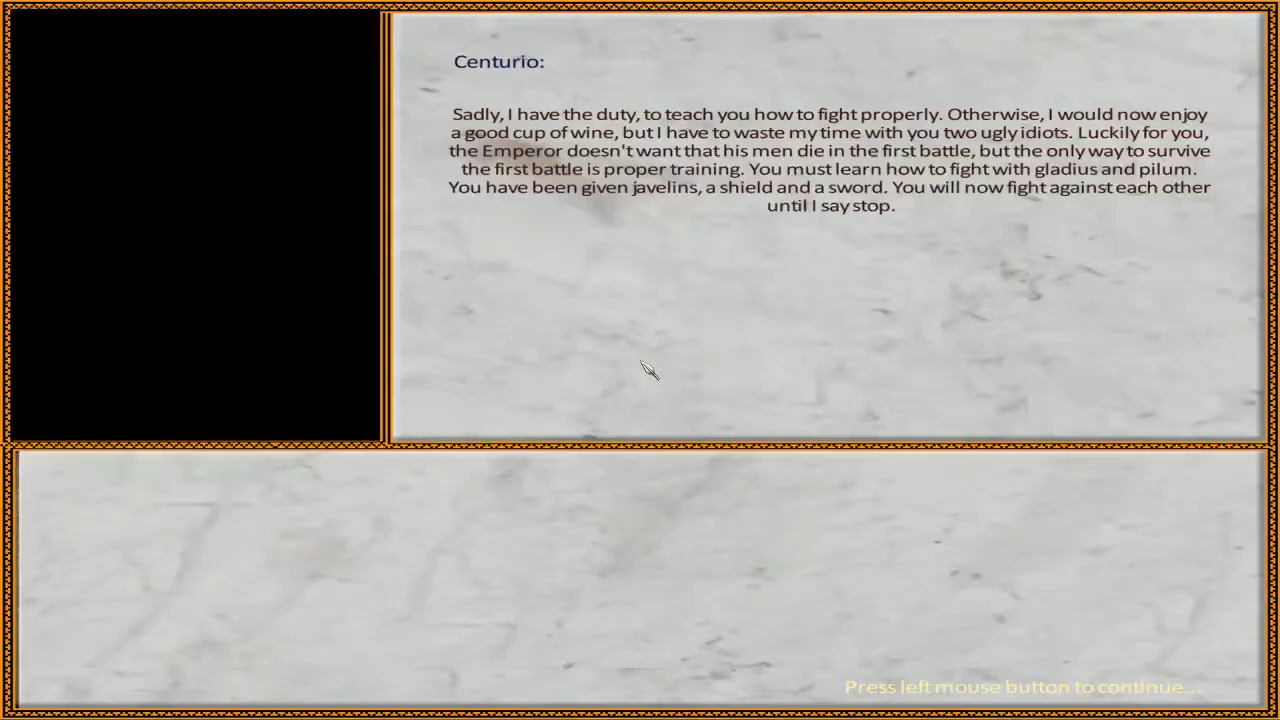 Centurio:
Sadly, I have the duty, to teach you how to fight properly. Otherwise, I would now enjoy
a good cup of wine, but I have to waste my time with you two ugly idiots. Luckily for you,
the Emperor doesn't want that his men die in the first battle, but the only way to survive
the first battle is proper training. You must learn how to fight with gladius and pilum.
You have been given javelins, a shield and a sword. You will now fight against each other
until I say stop.
Press left mouse button to continue...